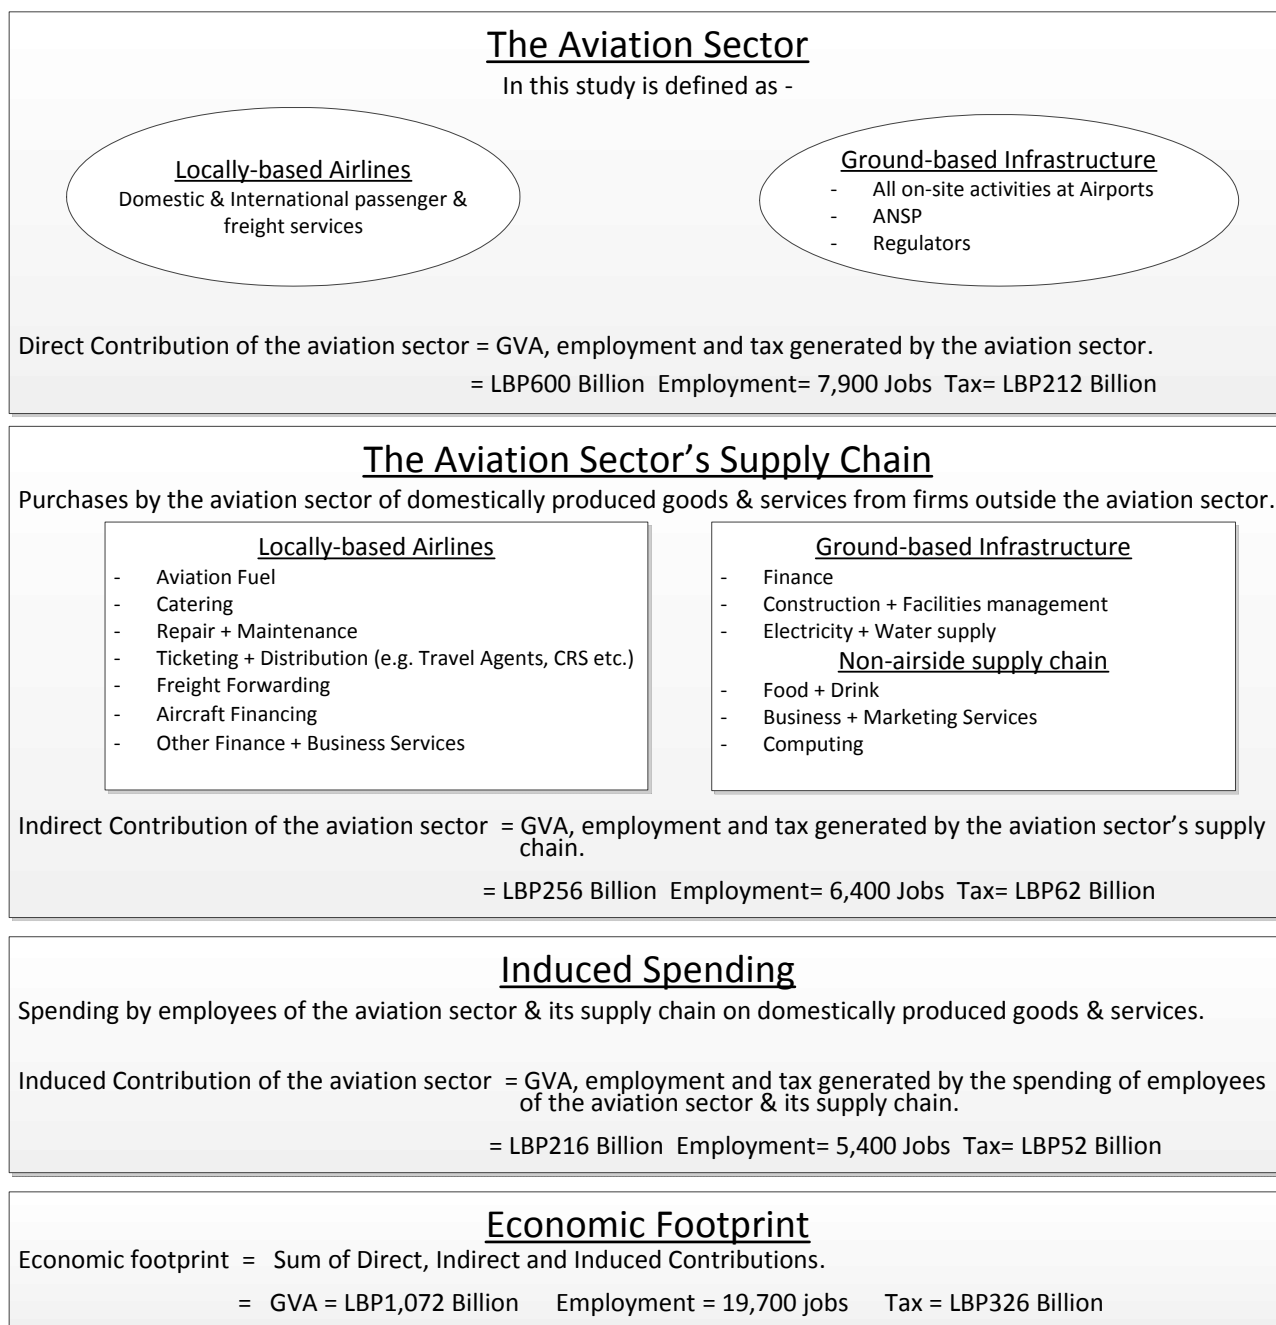 The Aviation Sector
In this study is defined as -
Locally-based Airlines
Domestic & International passenger &
freight services
Ground-based Infrastructure
- All on-site activities at Airports
- ANSP
- Regulators
Direct Contribution of the aviation sector = GVA, employment and tax generated by the aviation sector.
= LBP600 Billion Employment= 7,900 Jobs Tax= LBP212 Billion
The Aviation Sector's Supply Chain
Purchases by the aviation sector of domestically produced goods & services from firms outside the aviation sector.
Locally-based Airlines
- Aviation Fuel
- Catering
- Repair + Maintenance
- Ticketing + Distribution (e.g. Travel Agents, CRS etc.)
- Freight Forwarding
- Aircraft Financing
- Other Finance + Business Services
Ground-based Infrastructure
- Finance
- Construction + Facilities management
- Electricity + Water supply
Non-airside supply chain
- Food + Drink
- Business + Marketing Services
- Computing
Indirect Contribution of the aviation sector = GVA, employment and tax generated by the aviation sector's supply
chain.
= LBP256 Billion Employment= 6,400 Jobs Tax= LBP62 Billion
Induced Spending
Spending by employees of the aviation sector & its supply chain on domestically produced goods & services.
Induced Contribution of the aviation sector = GVA, employment and tax generated by the spending of employees
of the aviation sector & its supply chain.
= LBP216 Billion Employment= 5,400 Jobs Tax= LBP52 Billion
Economic Footprint
Economic footprint = Sum of Direct, Indirect and Induced Contributions.
= GVA = LBP1,072 Billion Employment = 19,700 jobs Tax = LBP326 Billion